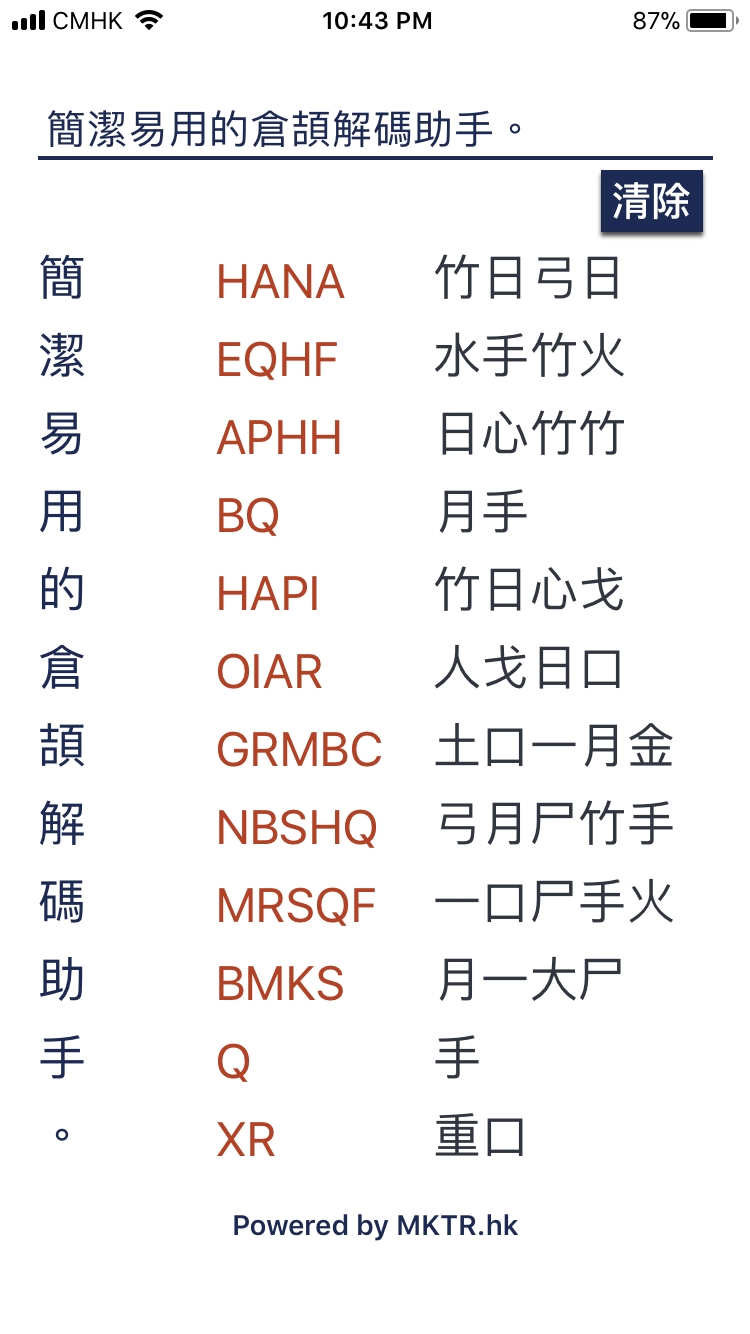 CMHK 10:43 PM 87%
簡潔易用的倉頡解碼助手。
清除
簡 HANA 竹日弓日
潔 EQHF 水手竹火
易 APHH 日心竹竹
用 BQ 月手
的 HAPI 竹日心戈
倉 OIAR 人戈日口
頡 GRMBC 土口一月金
解 NBSHQ 弓月尸竹手
碼 MRSQF 一口尸手火
助 BMKS 月一大尸
手 Q 手
。 XR 重口
Powered by MKTR.hk